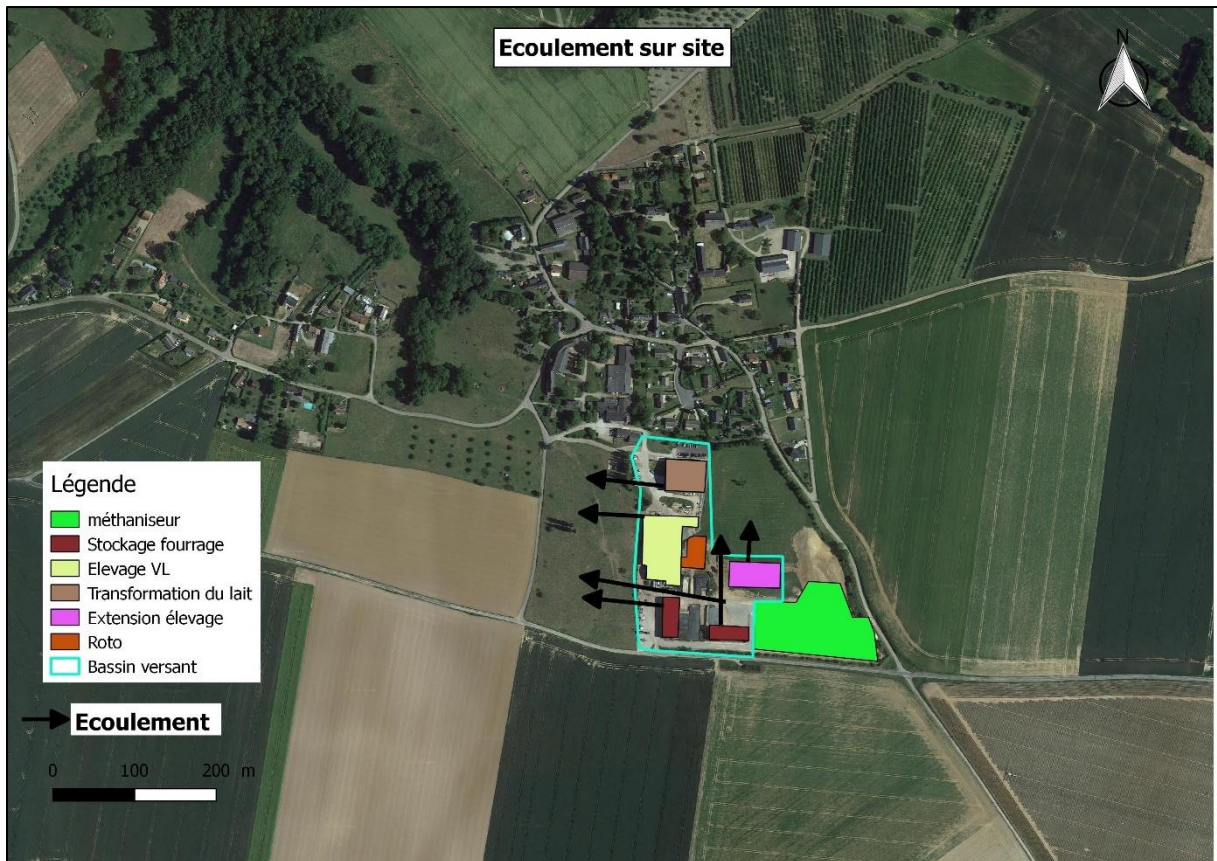 Ecoulement sur site
N
Légende
méthaniseur
Stockage fourrage
Elevage VL
Transformation du lait
Extension élevage
Roto
Bassin versant
Ecoulement
0 100 200 m